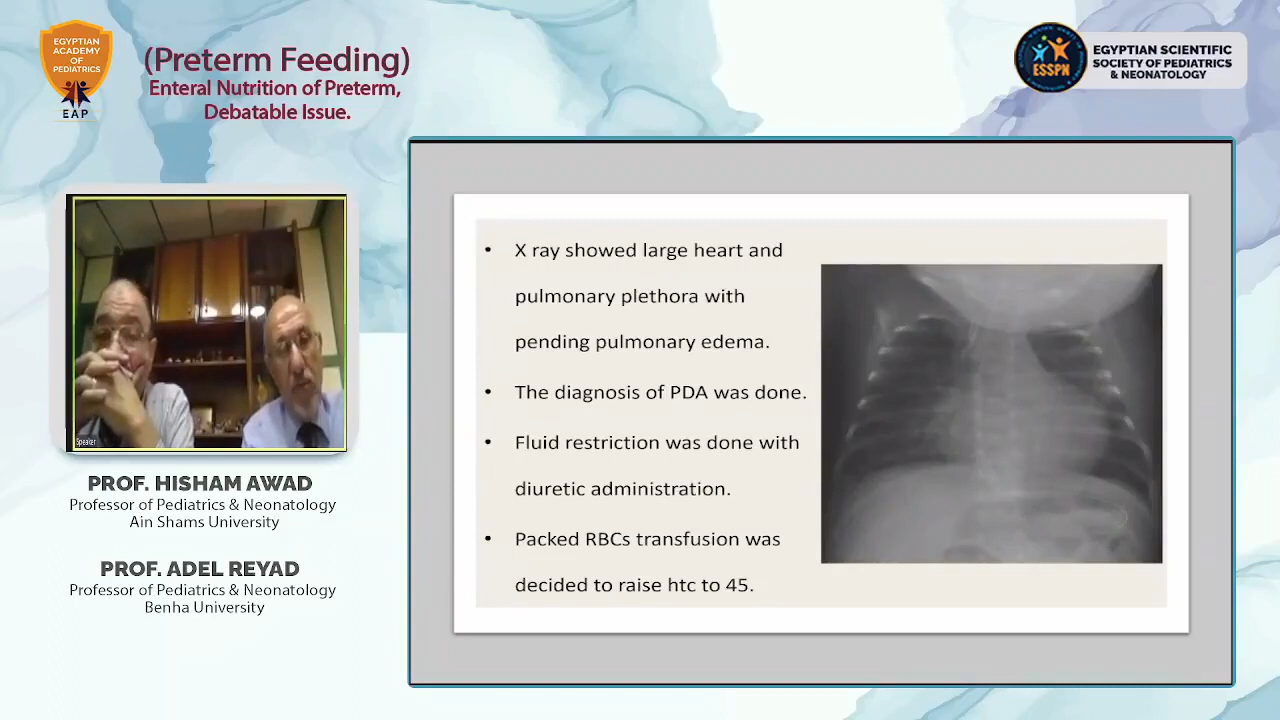 EGYPTIAN
ACADEMY
OF
PEDIATRICS
EAP
(Preterm Feeding)
Enteral Nutrition of Preterm,
Debatable Issue.
ESSPN
EGYPTIAN SCIENTIFIC
SOCIETY OF PEDIATRICS
& NEONATOLOGY
Speaker
PROF. HISHAM AWAD
Professor of Pediatrics & Neonatology
Ain Shams University
PROF. ADEL REYAD
Professor of Pediatrics & Neonatology
Benha University
• X ray showed large heart and
pulmonary plethora with
pending pulmonary edema.
• The diagnosis of PDA was done.
• Fluid restriction was done with
diuretic administration.
• Packed RBCs transfusion was
decided to raise htc to 45.